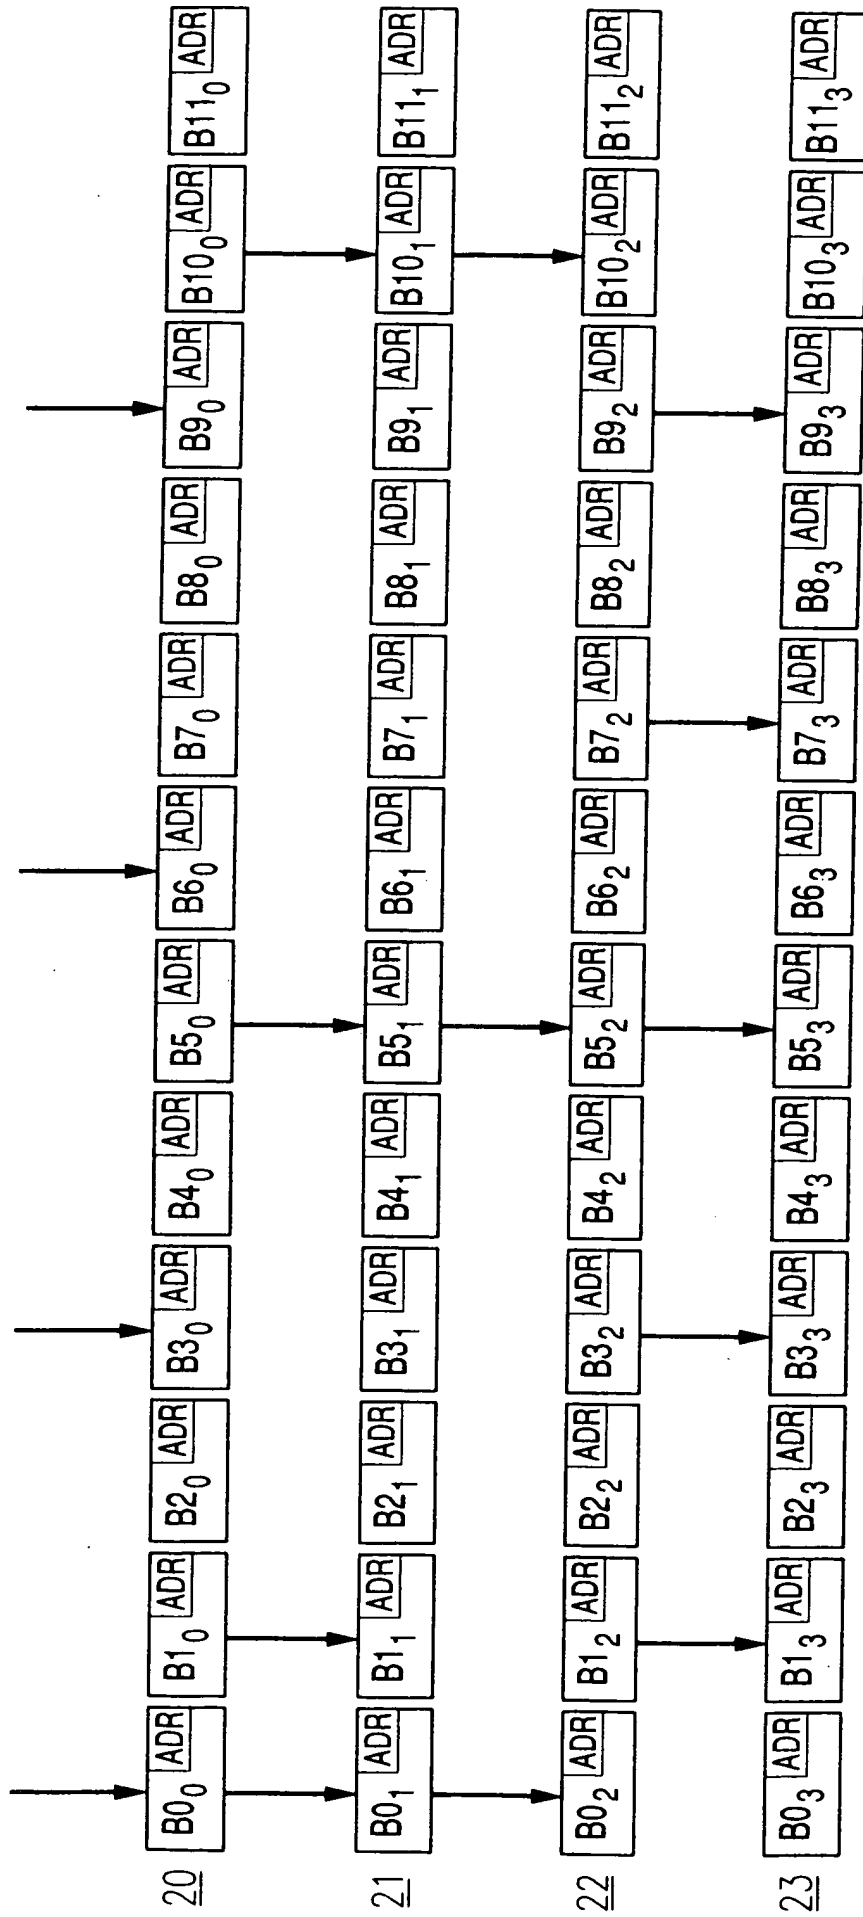 20 B0₀ ADR B1₀ ADR B2₀ ADR B3₀ ADR B4₀ ADR B5₀ ADR B6₀ ADR B7₀ ADR B8₀ ADR B9₀ ADR B10₀ ADR B11₀ ADR
21 B0₁ ADR B1₁ ADR B2₁ ADR B3₁ ADR B4₁ ADR B5₁ ADR B6₁ ADR B7₁ ADR B8₁ ADR B9₁ ADR B10₁ ADR B11₁ ADR
22 B0₂ ADR B1₂ ADR B2₂ ADR B3₂ ADR B4₂ ADR B5₂ ADR B6₂ ADR B7₂ ADR B8₂ ADR B9₂ ADR B10₂ ADR B11₂ ADR
23 B0₃ ADR B1₃ ADR B2₃ ADR B3₃ ADR B4₃ ADR B5₃ ADR B6₃ ADR B7₃ ADR B8₃ ADR B9₃ ADR B10₃ ADR B11₃ ADR